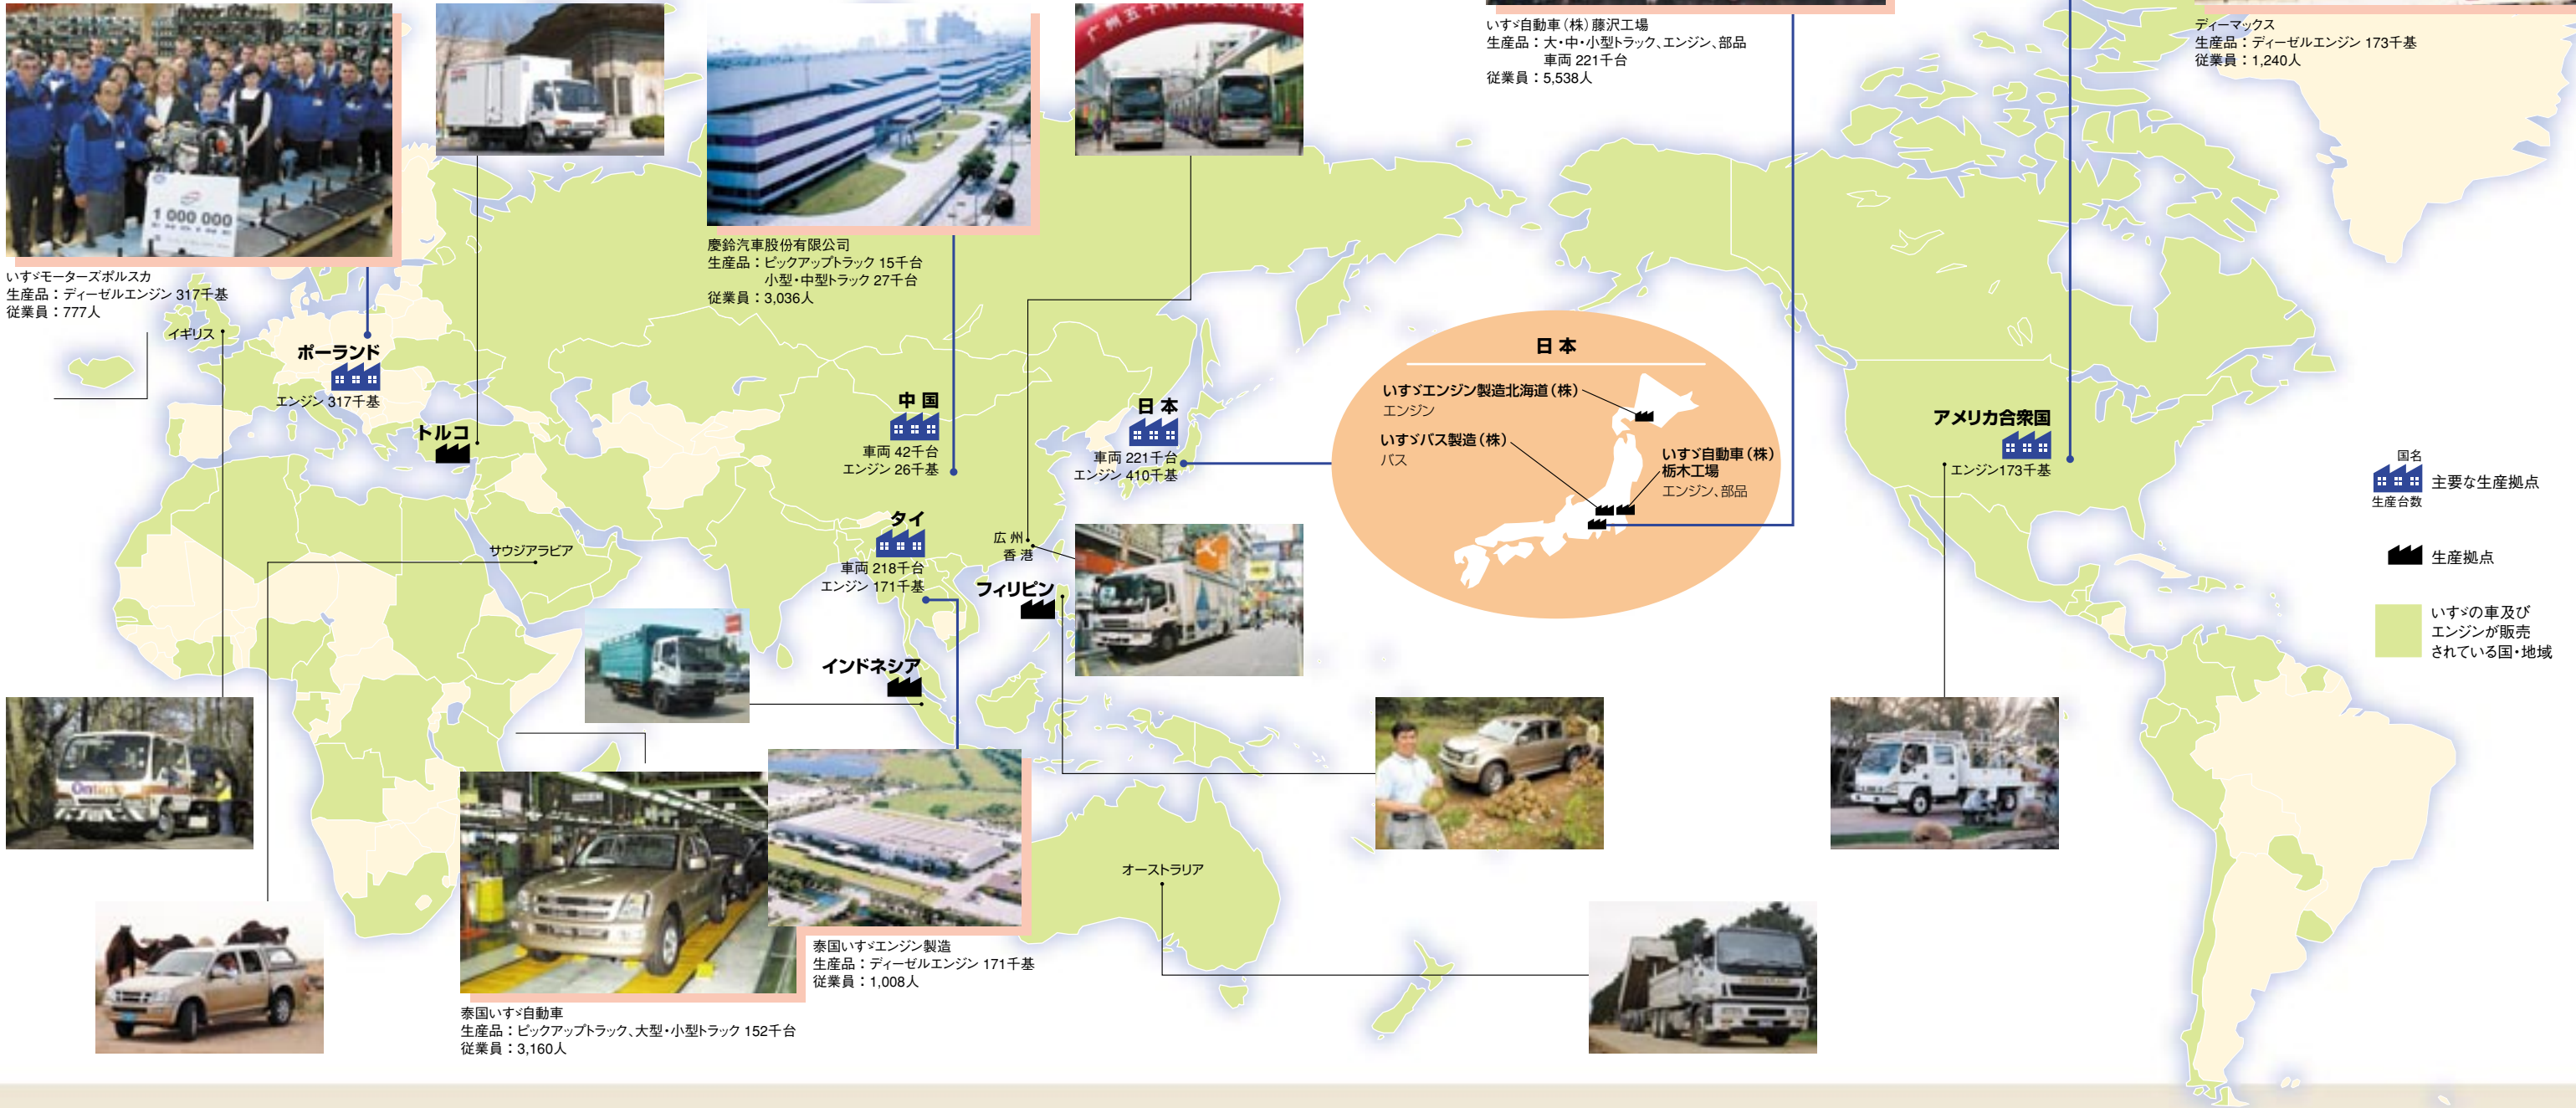 いすゞ自動車(株)藤沢工場
生産品:大・中・小型トラック、エンジン、部品
車両 221千台
従業員:5,538人
ディーマックス
生産品:ディーゼルエンジン 173千基
従業員:1,240人
1 000 000
いすゞモーターズポルスカ
生産品:ディーゼルエンジン 317千基
従業員:777人
慶鈴汽車股份有限公司
生産品:ピックアップトラック 15千台
小型・中型トラック 27千台
従業員:3,036人
イギリス
ポーランド
エンジン 317千基
トルコ
中国
車両 42千台
エンジン 26千基
日本
車両 221千台
エンジン 410千基
タイ
車両 218千台
エンジン 171千基
サウジアラビア
広州
香港
フィリピン
インドネシア
オーストラリア
日本
いすゞエンジン製造北海道(株)
エンジン
いすゞバス製造(株)
バス
いすゞ自動車(株)
栃木工場
エンジン、部品
アメリカ合衆国
エンジン173千基
国名
生産台数
主要な生産拠点
生産拠点
いすゞの車及び
エンジンが販売
されている国・地域
泰国いすゞエンジン製造
生産品:ディーゼルエンジン 171千基
従業員:1,008人
泰国いすゞ自動車
生産品:ピックアップトラック、大型・小型トラック 152千台
従業員:3,160人